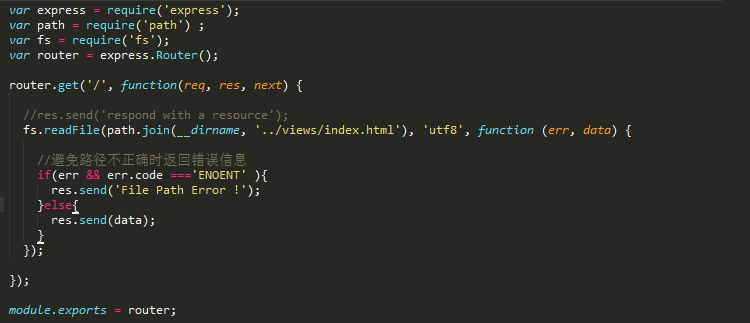 var express = require('express');
var path = require('path') ;
var fs = require('fs');
var router = express.Router();
router.get('/', function(req, res, next) {
//res.send('respond with a resource');
fs.readFile(path.join(__dirname, '../views/index.html'), 'utf8', function (err, data) {
//避免路径不正确时返回错误信息
if(err && err.code ==='ENOENT' ){
res.send('File Path Error !');
}else{
res.send(data);
}
});
});
module.exports = router;